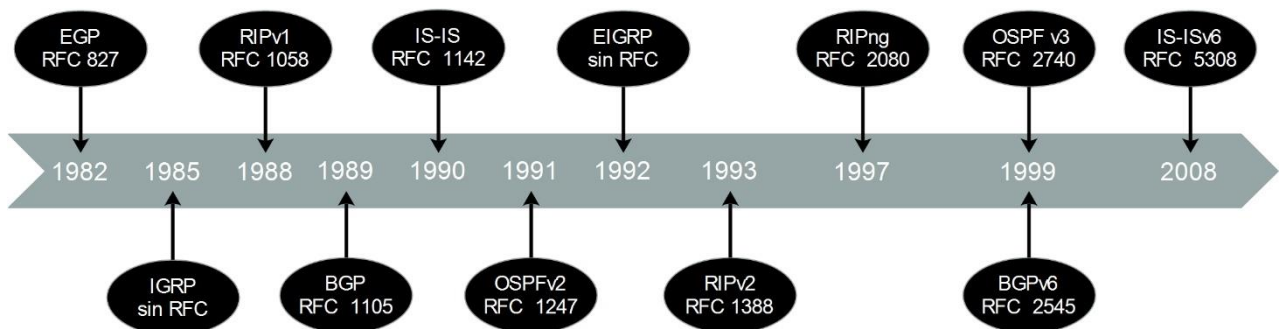 EGP
RFC 827
RIPv1
RFC 1058
IS-IS
RFC 1142
EIGRP
sin RFC
RIPng
RFC 2080
OSPF v3
RFC 2740
IS-ISv6
RFC 5308
1982 1985 1988 1989 1990 1991 1992 1993 1997 1999 2008
IGRP
sin RFC
BGP
RFC 1105
OSPFv2
RFC 1247
RIPv2
RFC 1388
BGPv6
RFC 2545